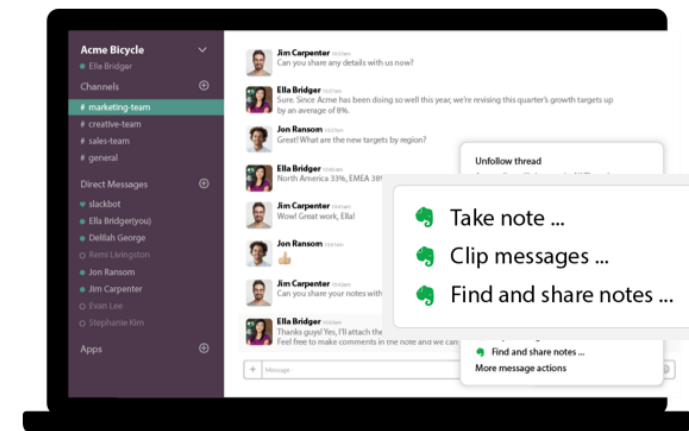 Acme Bicycle
Ella Bridger
Channels
# marketing-team
# creative-team
# sales-team
# general
Direct Messages
slackbot
Ella Bridger(you)
Delilah George
Remi Livingston
Jon Ransom
Jim Carpenter
Evan Lee
Stephanie Kim
Apps
Jim Carpenter
Can you share any details with us now?
Ella Bridger
Sure. Since Acme has been doing so well this year, we're revising this quarter's growth targets up
by an average of 8%.
Jon Ransom
Great! What are the new targets by region?
Ella Bridger
North America 33%, EMEA 38%
Jim Carpenter
Wow! Great work, Ella!
Jon Ransom
Jim Carpenter
Can you share your notes with
Ella Bridger
Thanks guys! Yes, I'll attach the
Feel free to make comments in the note and we can
+ Message
Unfollow thread
Take note ...
Clip messages ...
Find and share notes ...
Find and share notes ...
More message actions